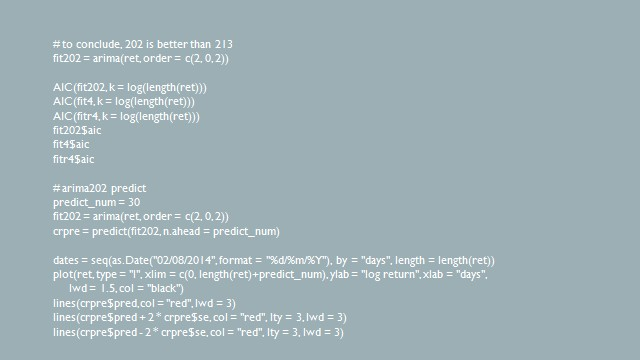 # to conclude, 202 is better than 213
fit202 = arima(ret, order = c(2, 0, 2))
AIC(fit202, k = log(length(ret)))
AIC(fit4, k = log(length(ret)))
AIC(fitr4, k = log(length(ret)))
fit202$aic
fit4$aic
fitr4$aic
# arima202 predict
predict_num = 30
fit202 = arima(ret, order = c(2, 0, 2))
crpre = predict(fit202, n.ahead = predict_num)
dates = seq(as.Date("02/08/2014", format = "%d/%m/%Y"), by = "days", length = length(ret))
plot(ret, type = "l", xlim = c(0, length(ret)+predict_num), ylab = "log return", xlab = "days",
lwd = 1.5, col = "black")
lines(crpre$pred, col = "red", lwd = 3)
lines(crpre$pred + 2 * crpre$se, col = "red", lty = 3, lwd = 3)
lines(crpre$pred - 2 * crpre$se, col = "red", lty = 3, lwd = 3)